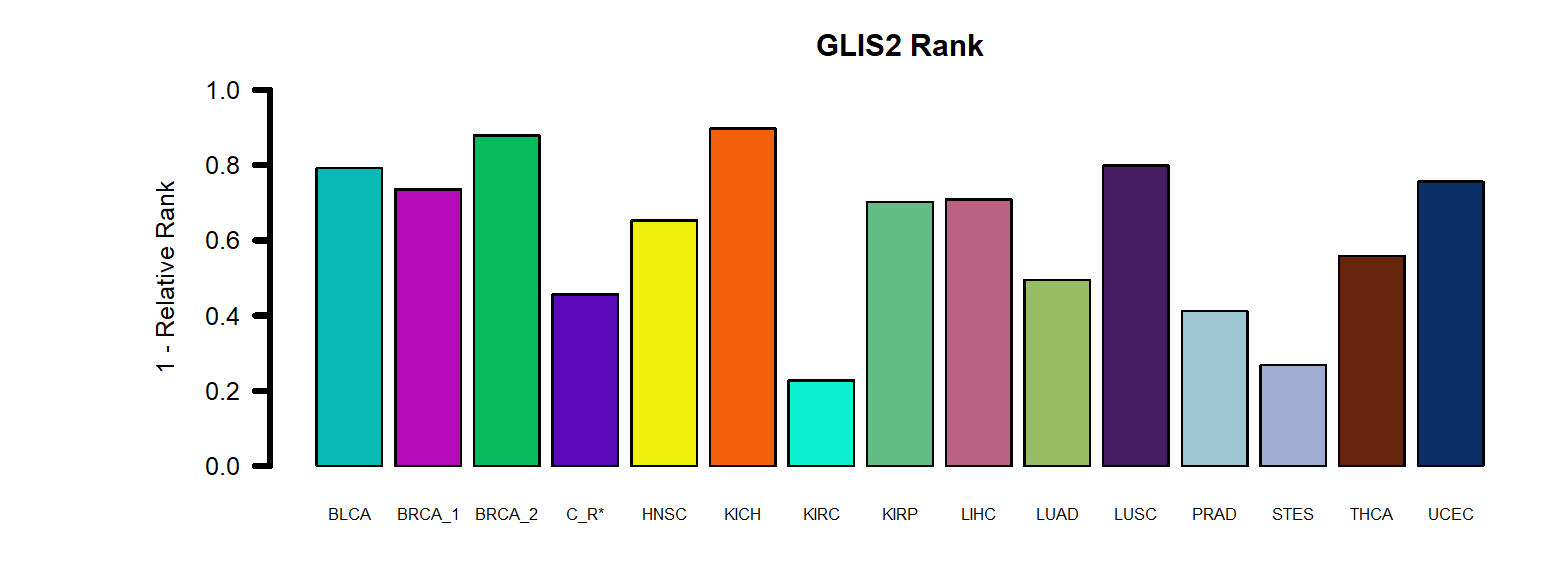 GLIS2 Rank
1 - Relative Rank
1.0
0.8
0.6
0.4
0.2
0.0
BLCA BRCA_1 BRCA_2 C_R* HNSC KICH KIRC KIRP LIHC LUAD LUSC PRAD STES THCA UCEC